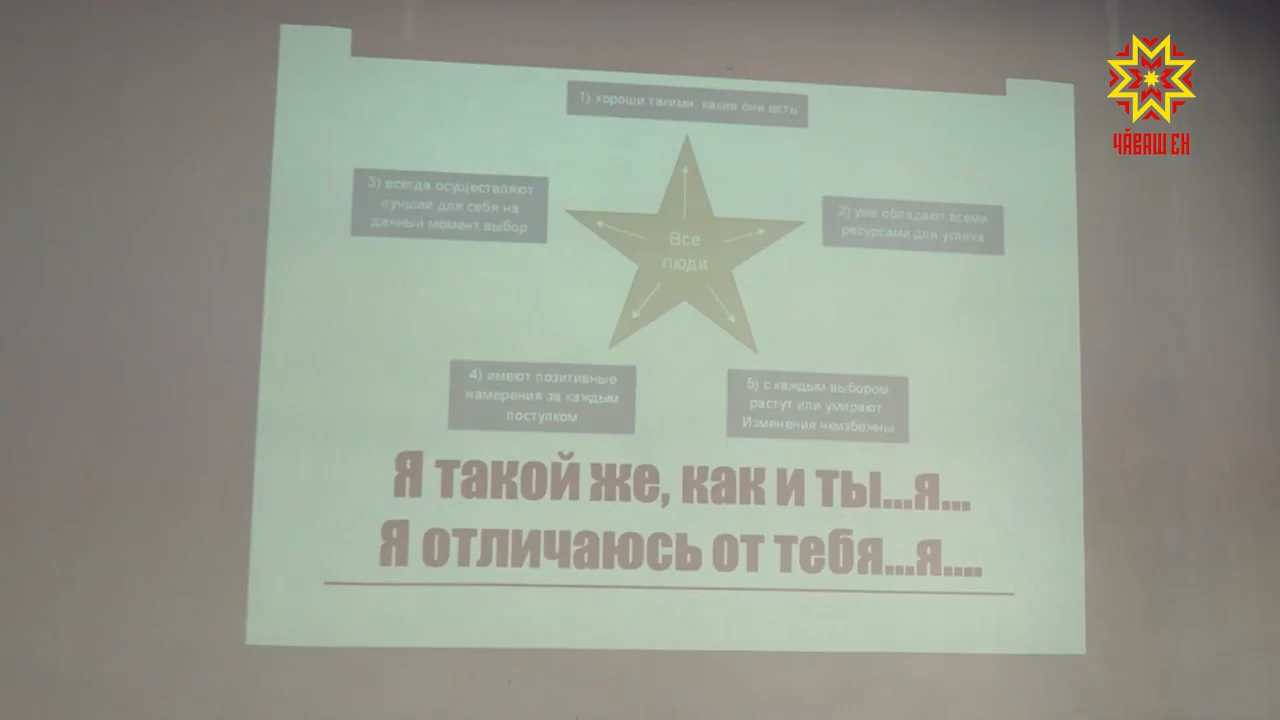 1) хороши такими, какие они есть
3) всегда осуществляют
лучший для себя на
данный момент выбор
2) уже обладают всеми
ресурсами для успеха
Все
люди
4) имеют позитивные
намерения за каждым
поступком
5) с каждым выбором
растут или умирают
Изменения неизбежны
Я такой же, как и ты...я...
Я отличаюсь от тебя...я....
ЧӐВАШ ЕН